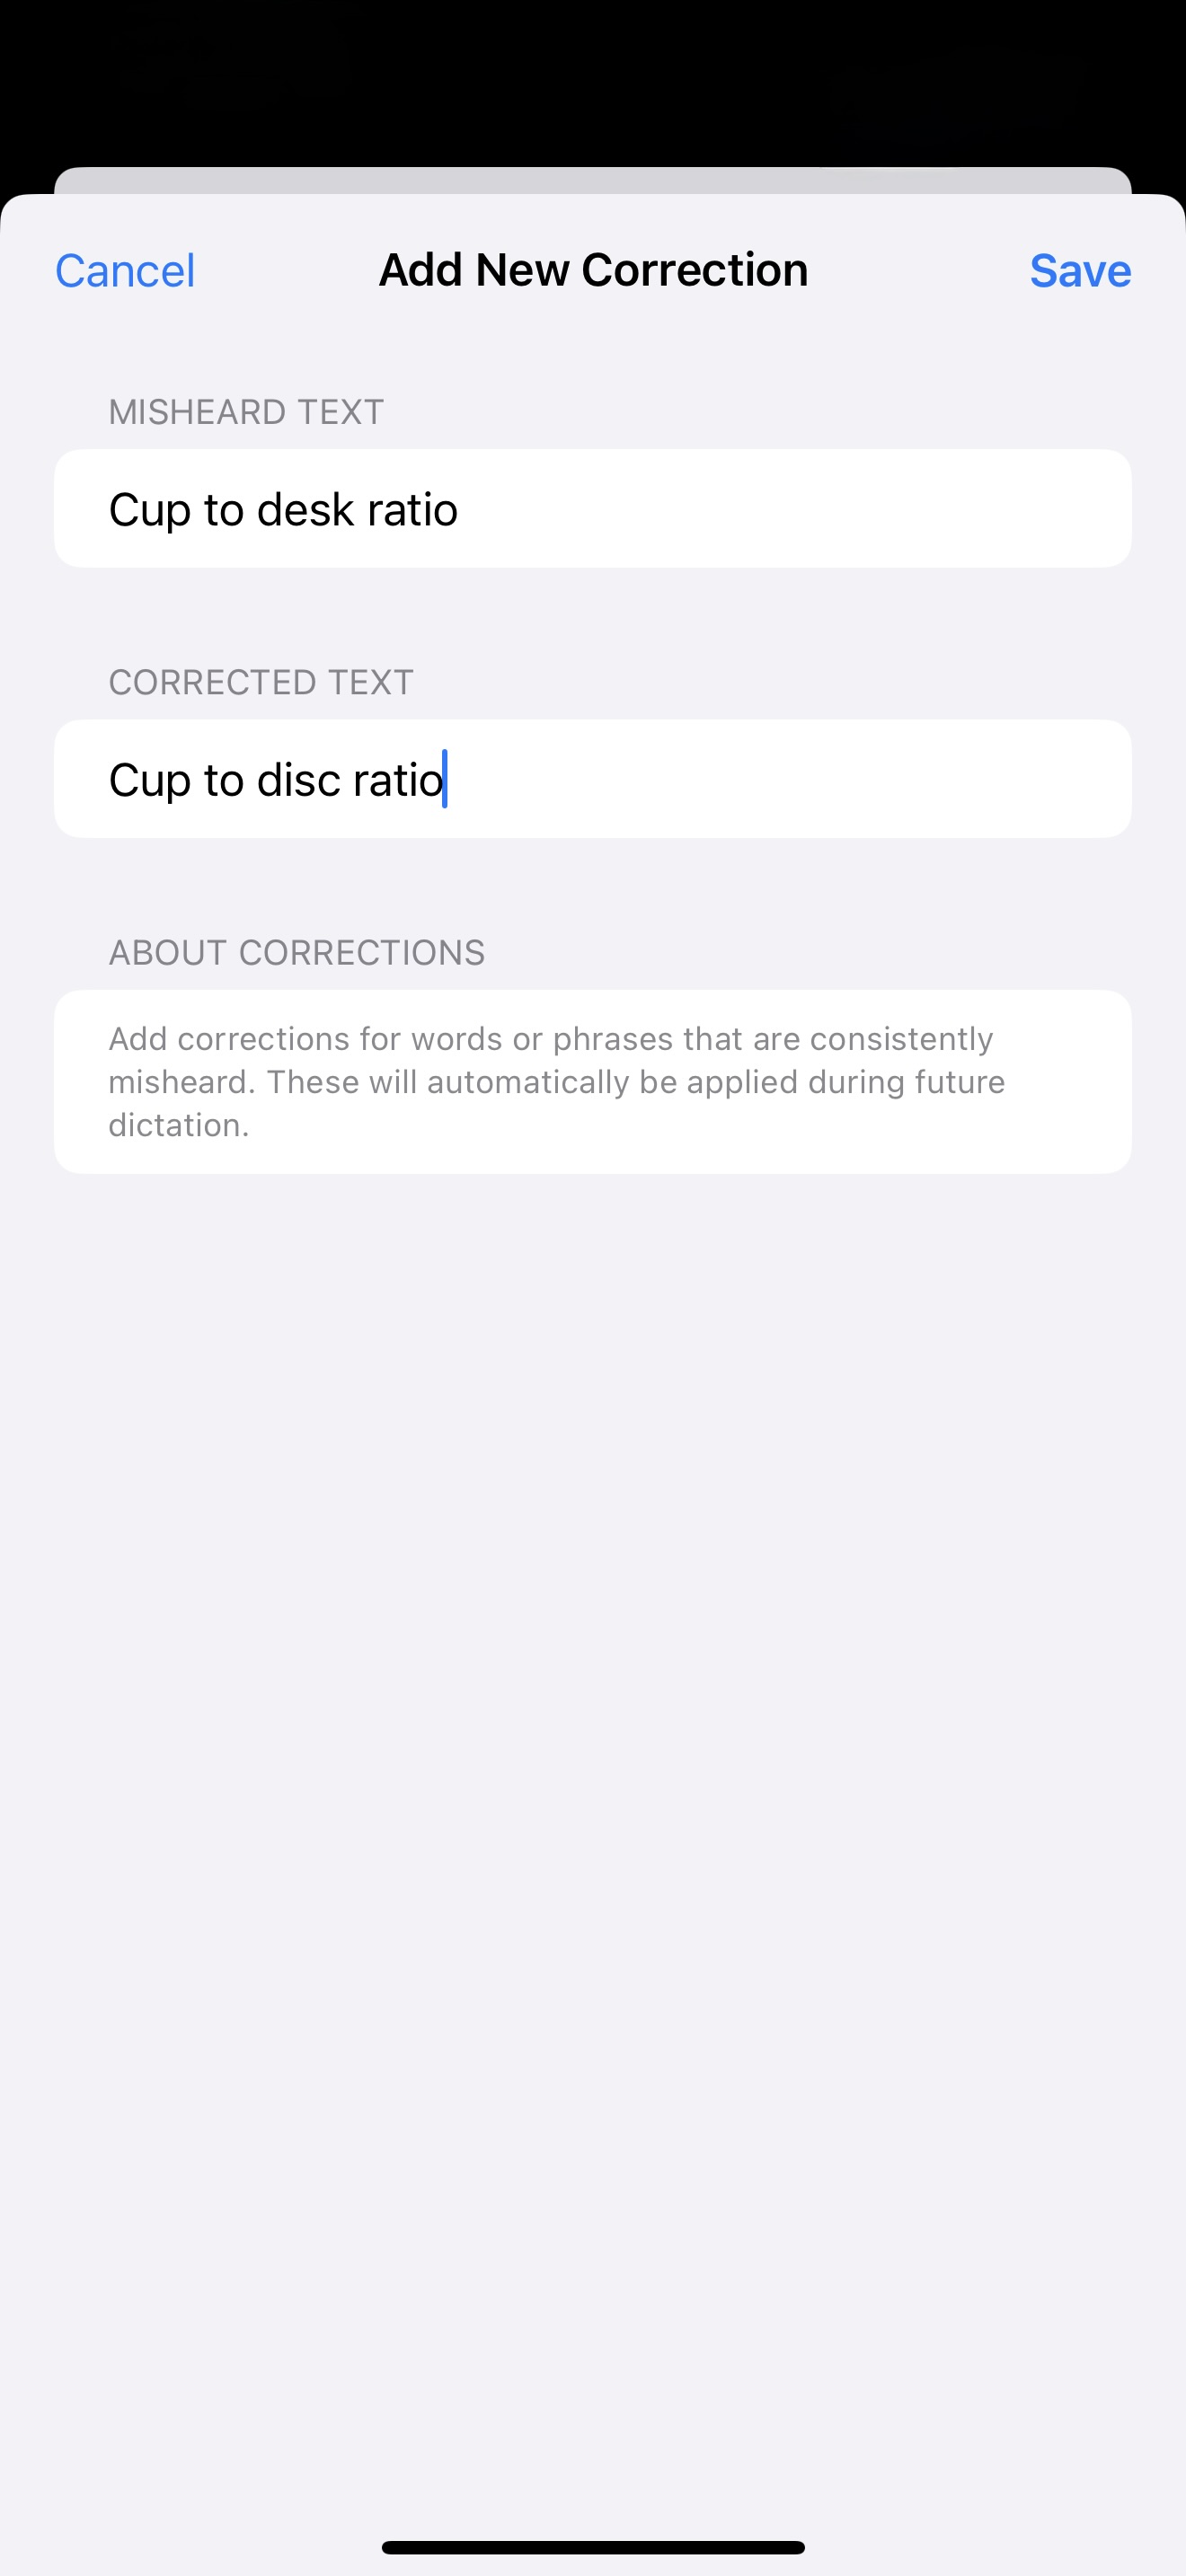 Cancel Add New Correction Save
MISHEARD TEXT
Cup to desk ratio
CORRECTED TEXT
Cup to disc ratio
ABOUT CORRECTIONS
Add corrections for words or phrases that are consistently
misheard. These will automatically be applied during future
dictation.